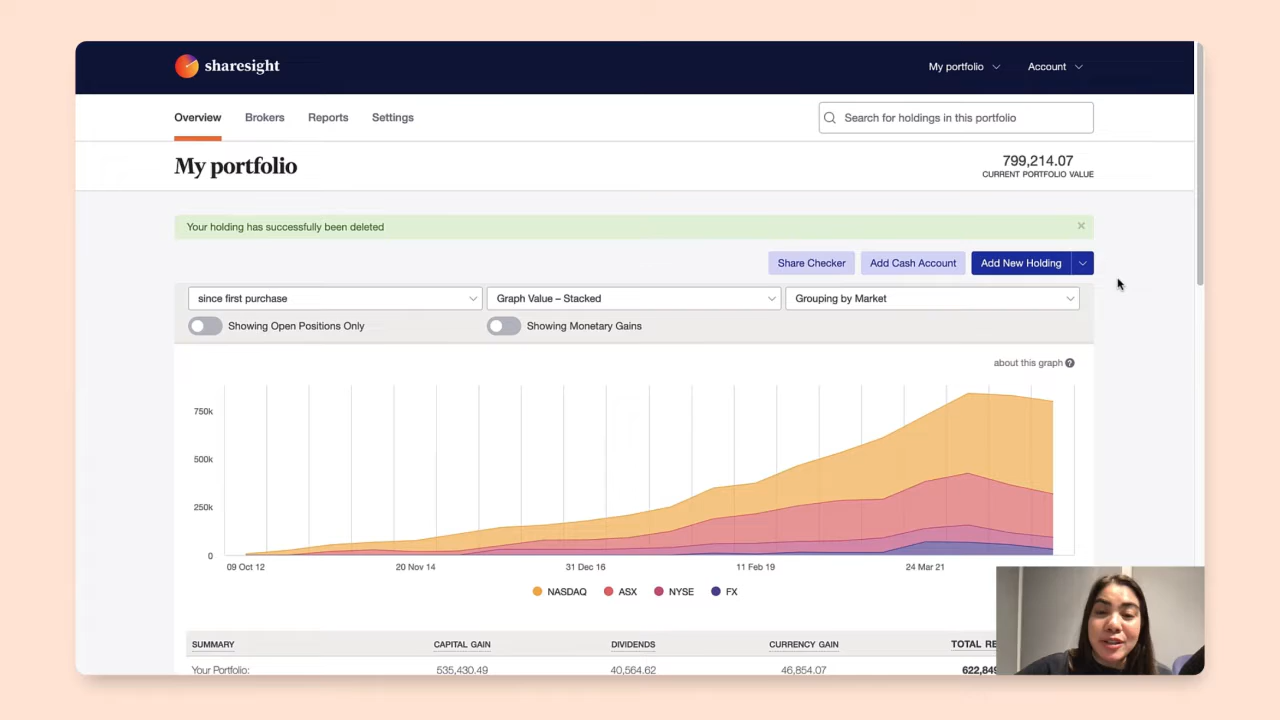 sharesight
My portfolio
Account
Overview
Brokers
Reports
Settings
Search for holdings in this portfolio
My portfolio
799,214.07
CURRENT PORTFOLIO VALUE
Your holding has successfully been deleted
Share Checker
Add Cash Account
Add New Holding
since first purchase
Graph Value – Stacked
Grouping by Market
Showing Open Positions Only
Showing Monetary Gains
about this graph
750k
500k
250k
0
09 Oct 12
20 Nov 14
31 Dec 16
11 Feb 19
24 Mar 21
NASDAQ
ASX
NYSE
FX
SUMMARY
CAPITAL GAIN
DIVIDENDS
CURRENCY GAIN
TOTAL RE
Your Portfolio:
535,430.49
40,564.62
46,854.07
622,849